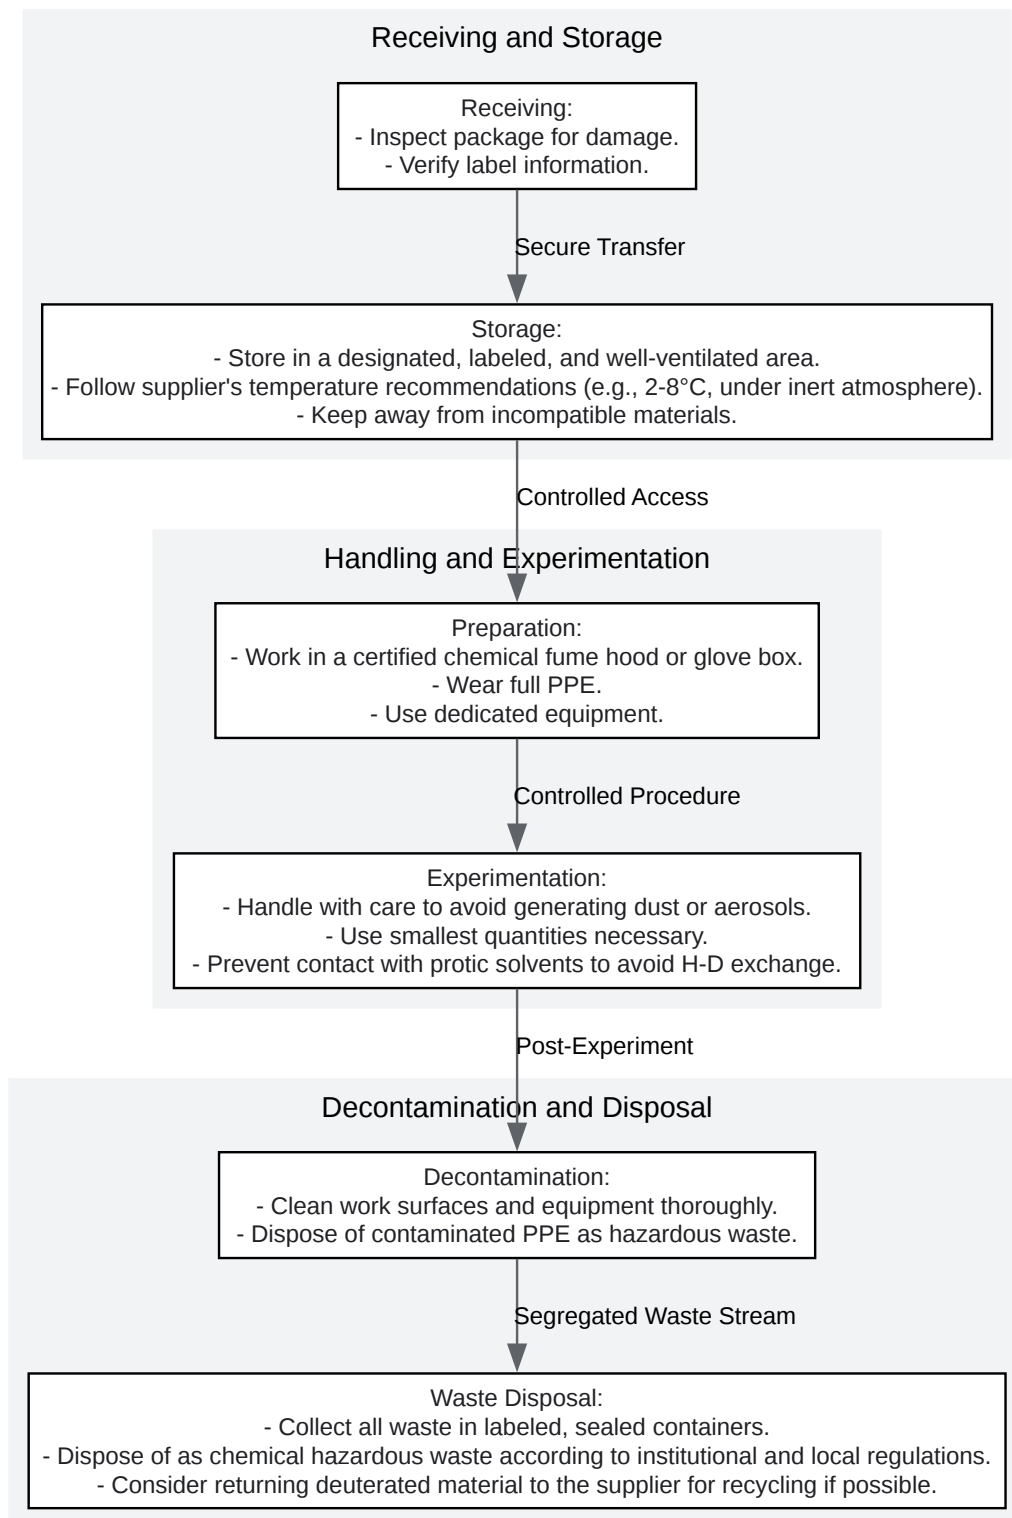 Receiving and Storage
Receiving:
- Inspect package for damage.
- Verify label information.
Secure Transfer
Storage:
- Store in a designated, labeled, and well-ventilated area.
- Follow supplier's temperature recommendations (e.g., 2-8°C, under inert atmosphere).
- Keep away from incompatible materials.
Controlled Access
Handling and Experimentation
Preparation:
- Work in a certified chemical fume hood or glove box.
- Wear full PPE.
- Use dedicated equipment.
Controlled Procedure
Experimentation:
- Handle with care to avoid generating dust or aerosols.
- Use smallest quantities necessary.
- Prevent contact with protic solvents to avoid H-D exchange.
Post-Experiment
Decontamination and Disposal
Decontamination:
- Clean work surfaces and equipment thoroughly.
- Dispose of contaminated PPE as hazardous waste.
Segregated Waste Stream
Waste Disposal:
- Collect all waste in labeled, sealed containers.
- Dispose of as chemical hazardous waste according to institutional and local regulations.
- Consider returning deuterated material to the supplier for recycling if possible.